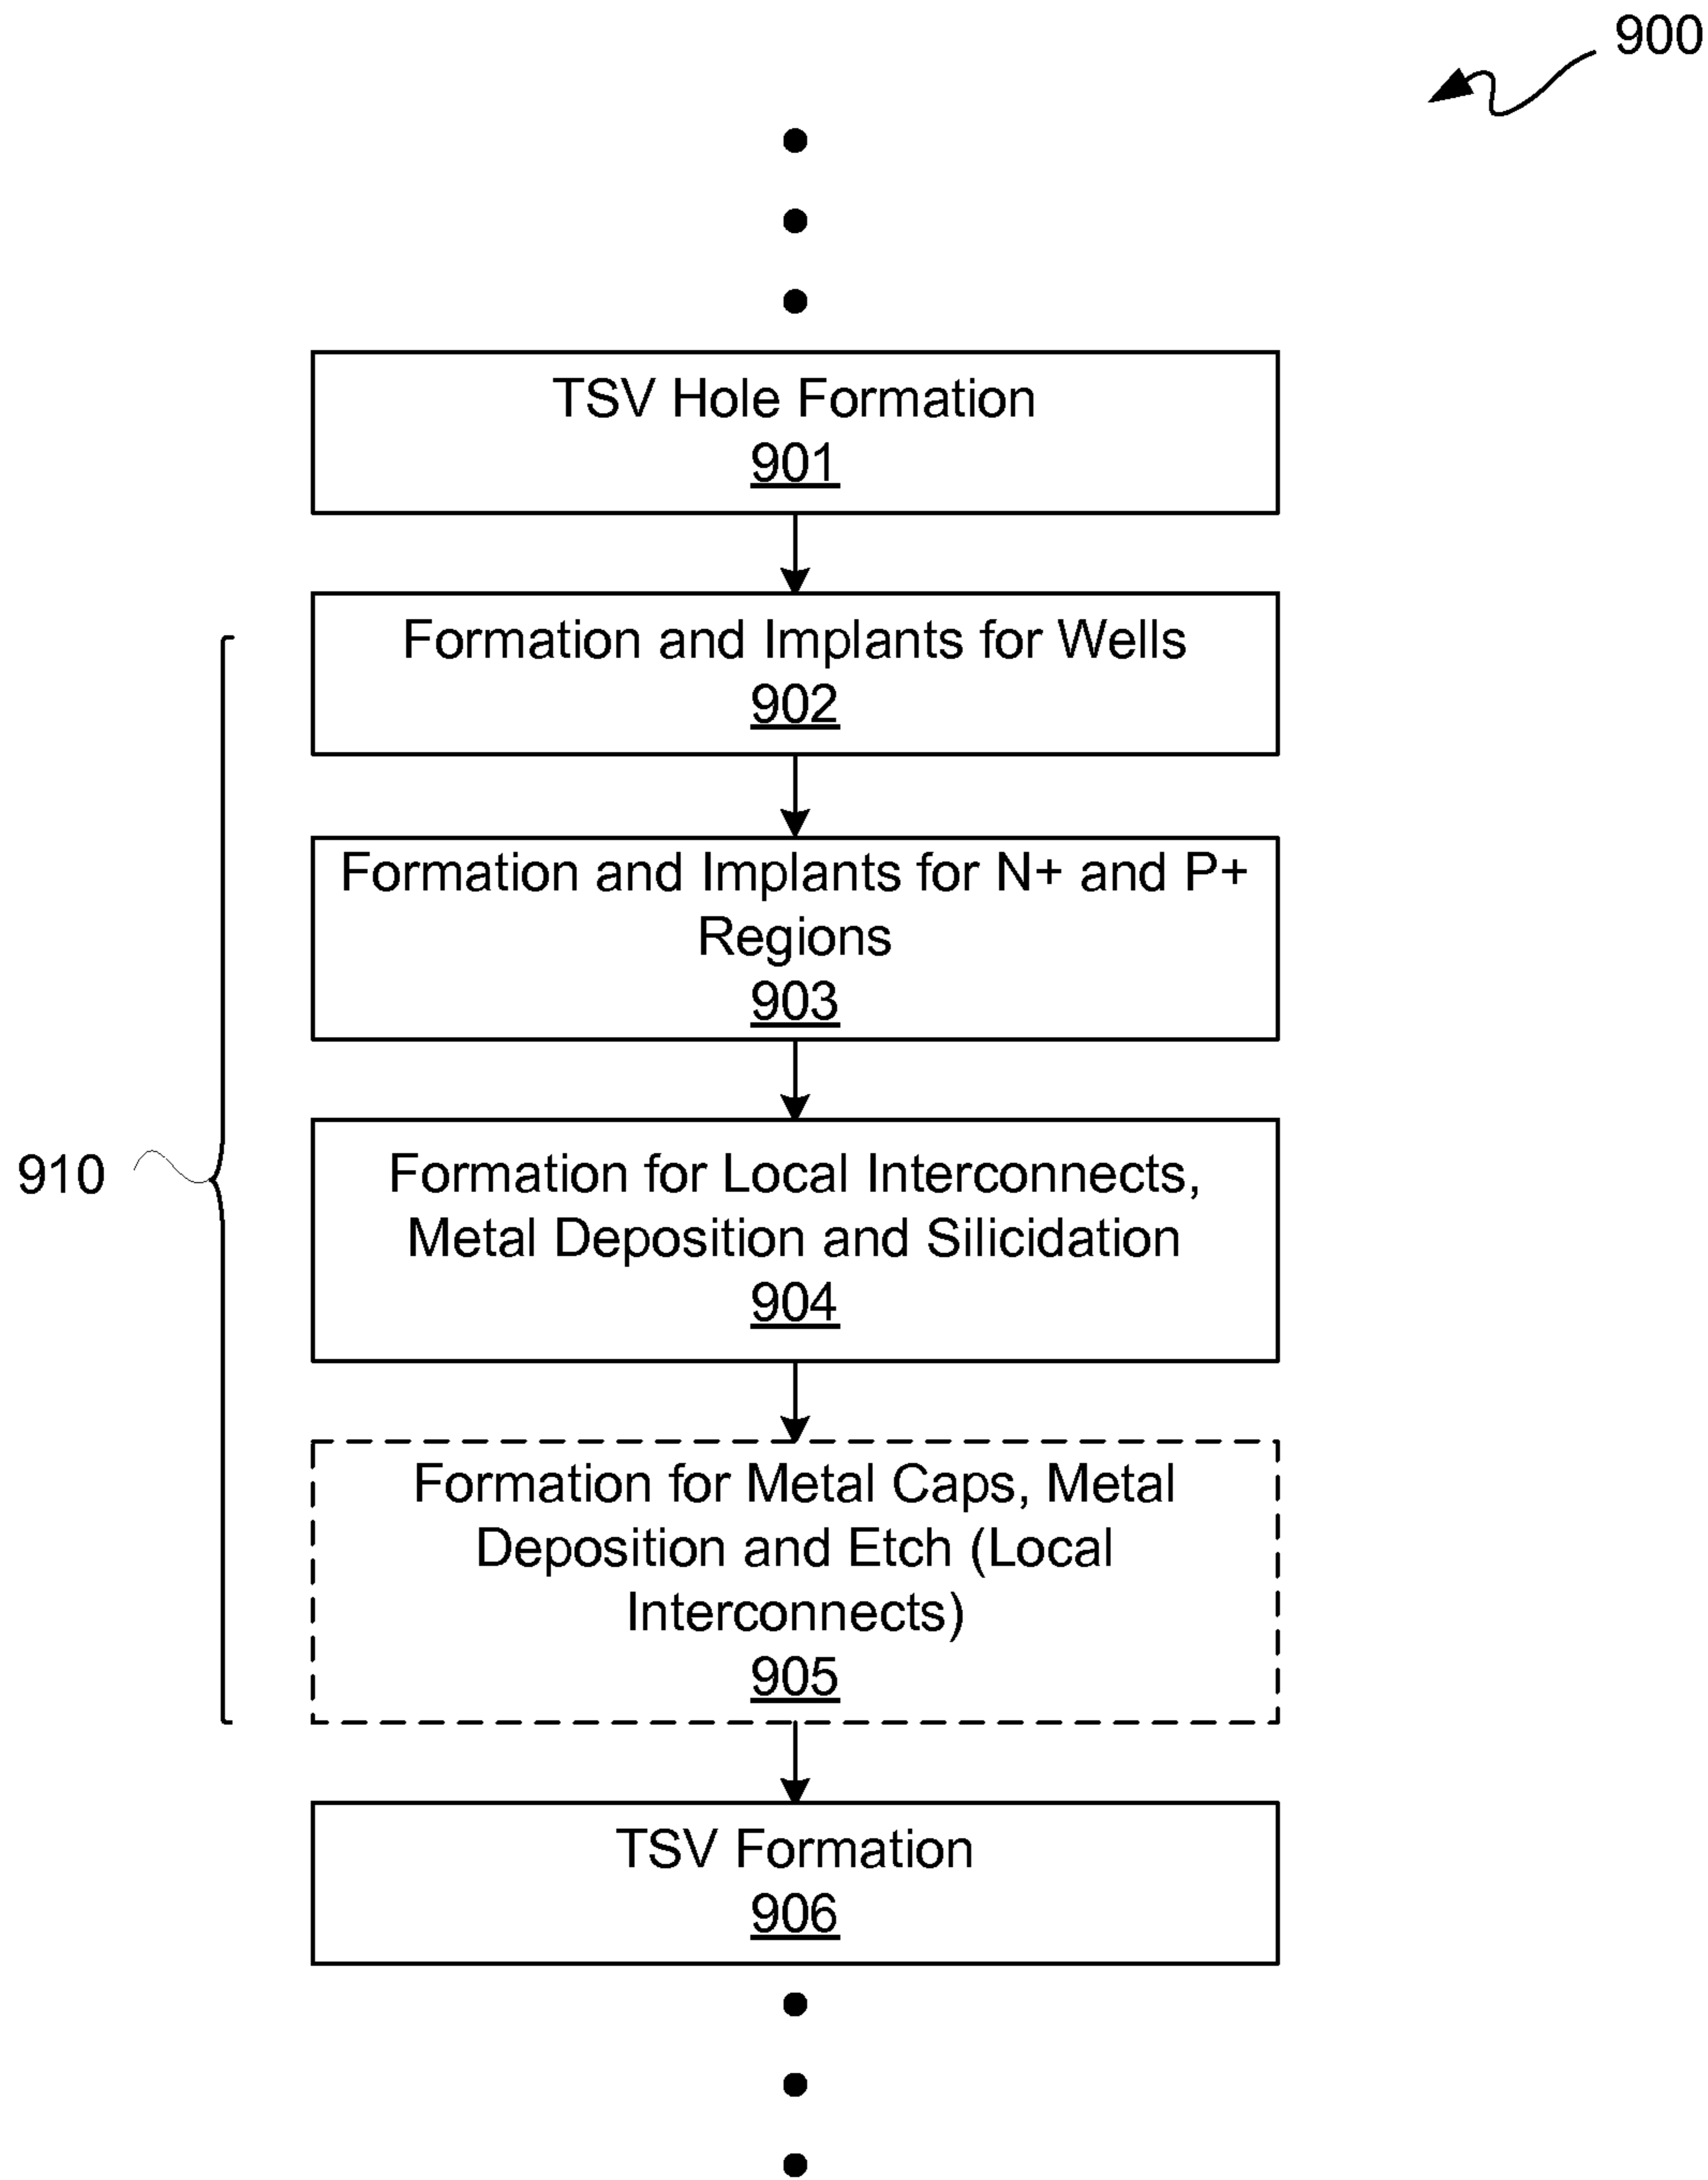 900
TSV Hole Formation
901
Formation and Implants for Wells
902
Formation and Implants for N+ and P+
Regions
903
910
Formation for Local Interconnects,
Metal Deposition and Silicidation
904
Formation for Metal Caps, Metal
Deposition and Etch (Local
Interconnects)
905
TSV Formation
906